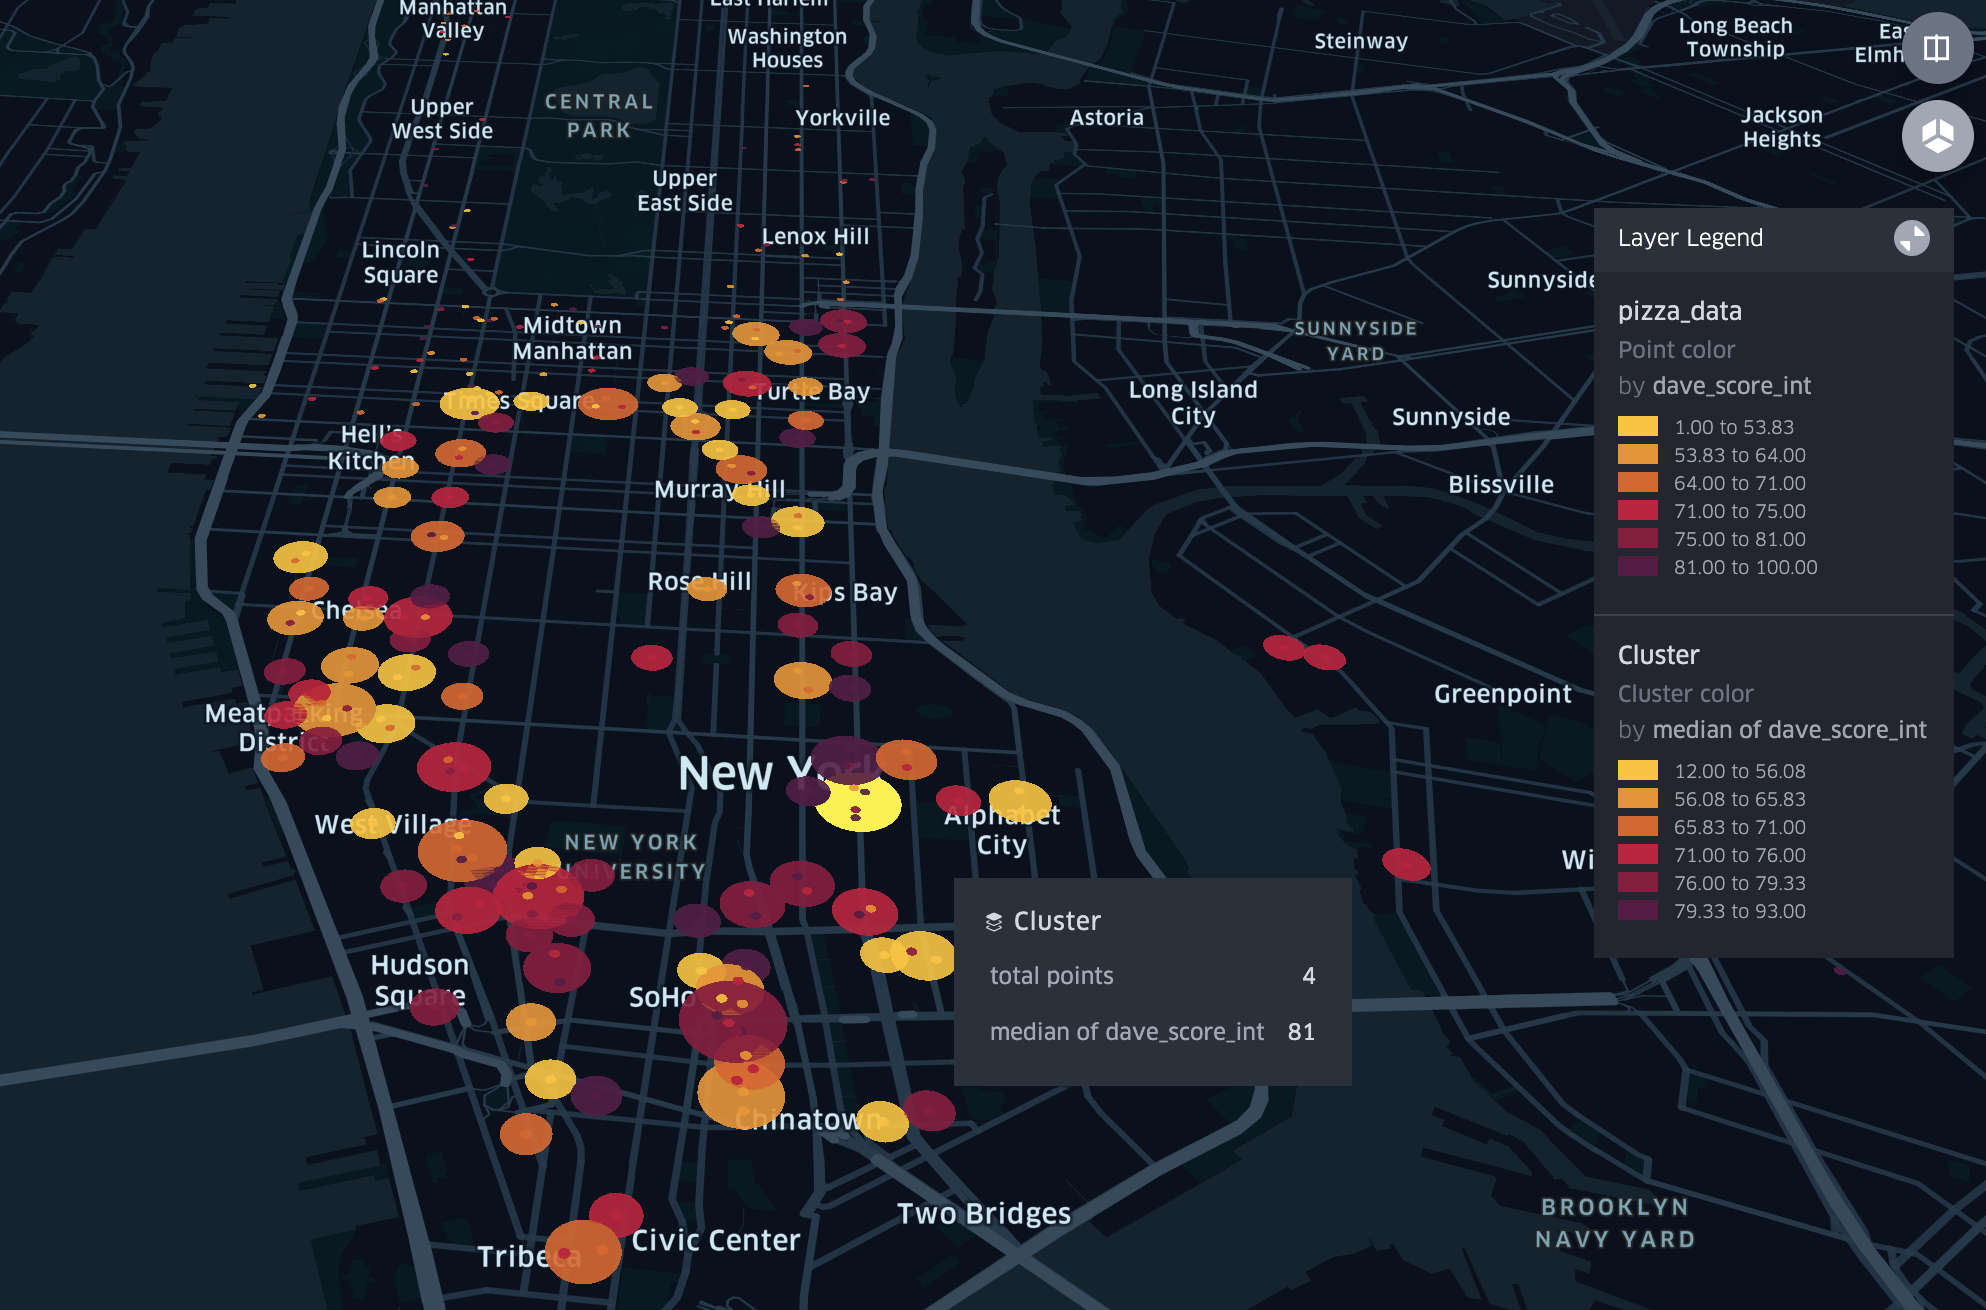 Manhattan
Valley
East Harlem
Washington
Houses
Steinway
Long Beach
Township
Upper
West Side
CENTRAL
PARK
Yorkville
Astoria
Jackson
Heights
Upper
East Side
Lenox Hill
Lincoln
Square
Layer Legend
Sunnyside
pizza_data
Point color
by dave_score_int
1.00 to 53.83
53.83 to 64.00
64.00 to 71.00
71.00 to 75.00
75.00 to 81.00
81.00 to 100.00
Cluster
Cluster color
by median of dave_score_int
12.00 to 56.08
56.08 to 65.83
65.83 to 71.00
71.00 to 76.00
76.00 to 79.33
79.33 to 93.00
Midtown
Manhattan
SUNNYSIDE
YARD
Times Square
Turtle Bay
Long Island
City
Sunnyside
Hell's
Kitchen
Murray Hill
Blissville
Rose Hill
Kips Bay
Chelsea
Greenpoint
Meatpacking
District
New York
West Village
NEW YORK
UNIVERSITY
Alphabet
City
Wi
Cluster
total points 4
median of dave_score_int 81
Hudson
Square
SoHo
Chinatown
Two Bridges
Civic Center
Tribeca
BROOKLYN
NAVY YARD